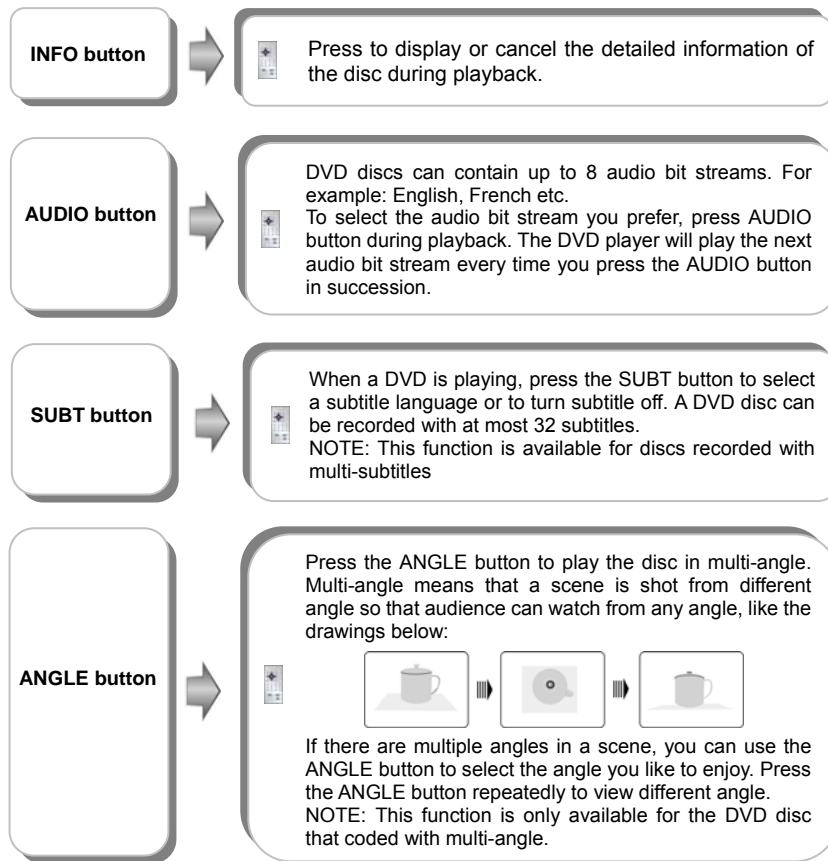 INFO button
Press to display or cancel the detailed information of
the disc during playback.
AUDIO button
DVD discs can contain up to 8 audio bit streams. For
example: English, French etc.
To select the audio bit stream you prefer, press AUDIO
button during playback. The DVD player will play the next
audio bit stream every time you press the AUDIO button
in succession.
SUBT button
When a DVD is playing, press the SUBT button to select
a subtitle language or to turn subtitle off. A DVD disc can
be recorded with at most 32 subtitles.
NOTE: This function is available for discs recorded with
multi-subtitles
ANGLE button
Press the ANGLE button to play the disc in multi-angle.
Multi-angle means that a scene is shot from different
angle so that audience can watch from any angle, like the
drawings below:
If there are multiple angles in a scene, you can use the
ANGLE button to select the angle you like to enjoy. Press
the ANGLE button repeatedly to view different angle.
NOTE: This function is only available for the DVD disc
that coded with multi-angle.